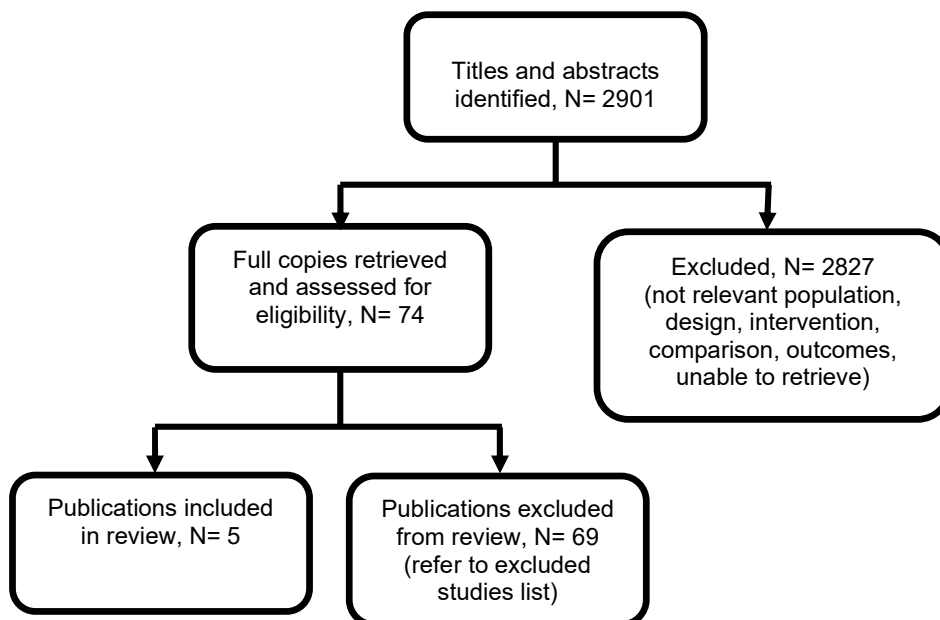 Titles and abstracts
identified, N= 2901
Full copies retrieved
and assessed for
eligibility, N= 74
Excluded, N= 2827
(not relevant population,
design, intervention,
comparison, outcomes,
unable to retrieve)
Publications included
in review, N= 5
Publications excluded
from review, N= 69
(refer to excluded
studies list)